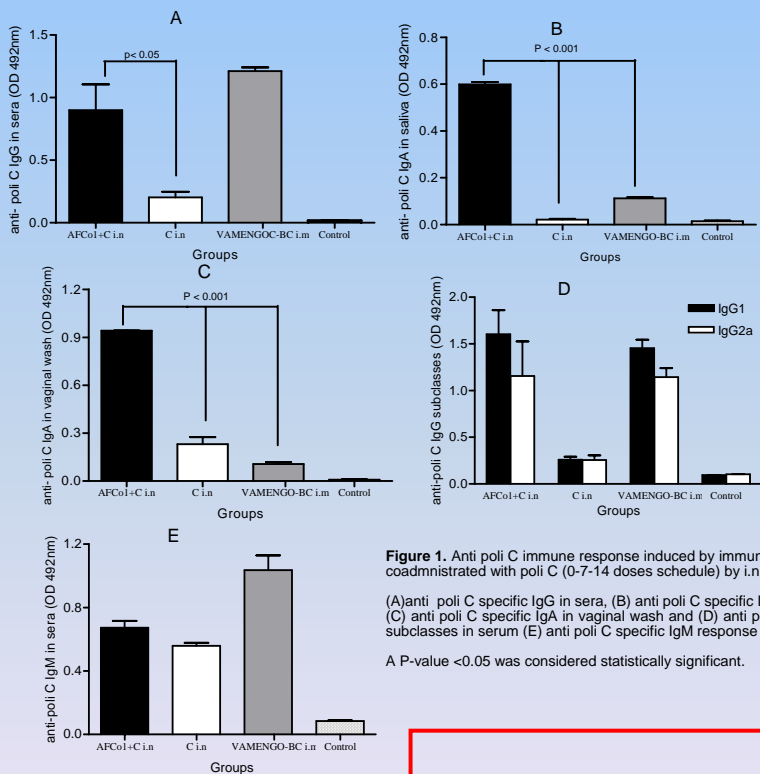 A
anti- poli C IgG in sera (OD 492nm)
1.5
1.0
0.5
0.0
p< 0.05
AFCo1+C i.n
C i.n
VAMENGOC-BC i.m
Control
Groups
B
anti- poli C IgA in saliva (OD 492nm)
0.8
0.6
0.4
0.2
0.0
P < 0.001
AFCo1+C i.n
C i.n
VAMENGO-BC i.m
Control
Groups
C
anti- poli C IgA in vaginal wash (OD 492nm)
1.2
0.9
0.6
0.3
0.0
P < 0.001
AFCo1+C i.n
C i.n
VAMENGO-BC i.m
Control
Groups
D
anti-poli C IgG subclasses (OD 492nm)
2.0
1.5
1.0
0.5
0.0
IgG1
IgG2a
AFCo1+C i.n
C i.n
VAMENGO-BC i.m
Control
Groups
E
anti-poli C IgM in sera (OD 492nm)
1.2
0.8
0.4
0.0
AFCo1+C i.n
C i.n
VAMENGO-BC i.m
Control
Groups
Figure 1. Anti poli C immune response induced by immun
coadmnistrated with poli C (0-7-14 doses schedule) by i.n
(A)anti poli C specific IgG in sera, (B) anti poli C specific I
(C) anti poli C specific IgA in vaginal wash and (D) anti p
subclasses in serum (E) anti poli C specific IgM response
A P-value <0.05 was considered statistically significant.